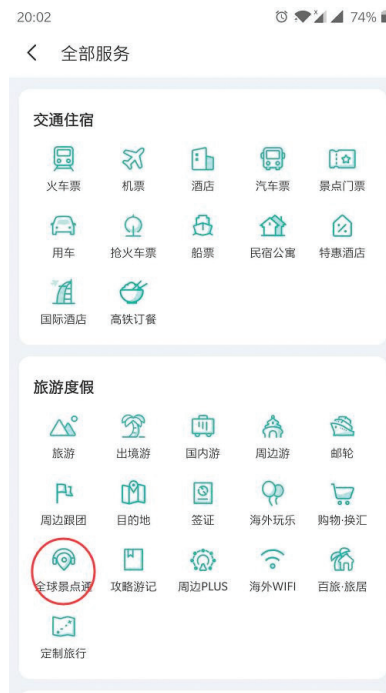 20:02
74%
全部服务
交通住宿
火车票 机票 酒店 汽车票 景点门票
用车 抢火车票 船票 民宿公寓 特惠酒店
国际酒店 高铁订餐
旅游度假
旅游 出境游 国内游 周边游 邮轮
周边跟团 目的地 签证 海外玩乐 购物·换汇
全球景点通 攻略游记 周边PLUS 海外WIFI 百旅·旅居
定制旅行